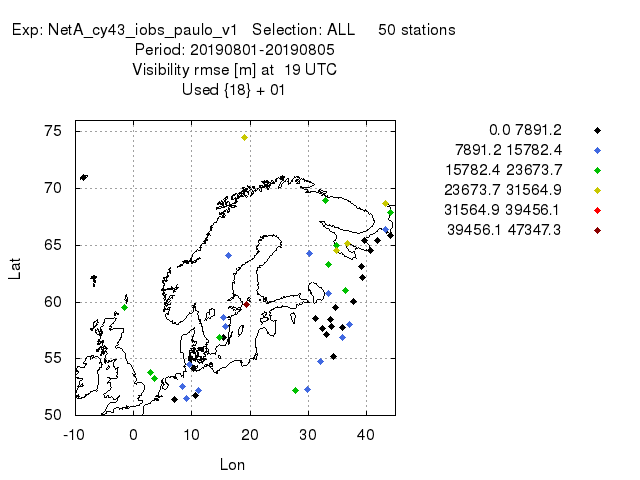 Exp: NetA_cy43_iobs_paulo_v1 Selection: ALL 50 stations
Period: 20190801-20190805
Visibility rmse [m] at 19 UTC
Used {18} + 01
0.0 7891.2
7891.2 15782.4
15782.4 23673.7
23673.7 31564.9
31564.9 39456.1
39456.1 47347.3
75
70
65
60
55
50
Lat
-10 0 10 20 30 40
Lon